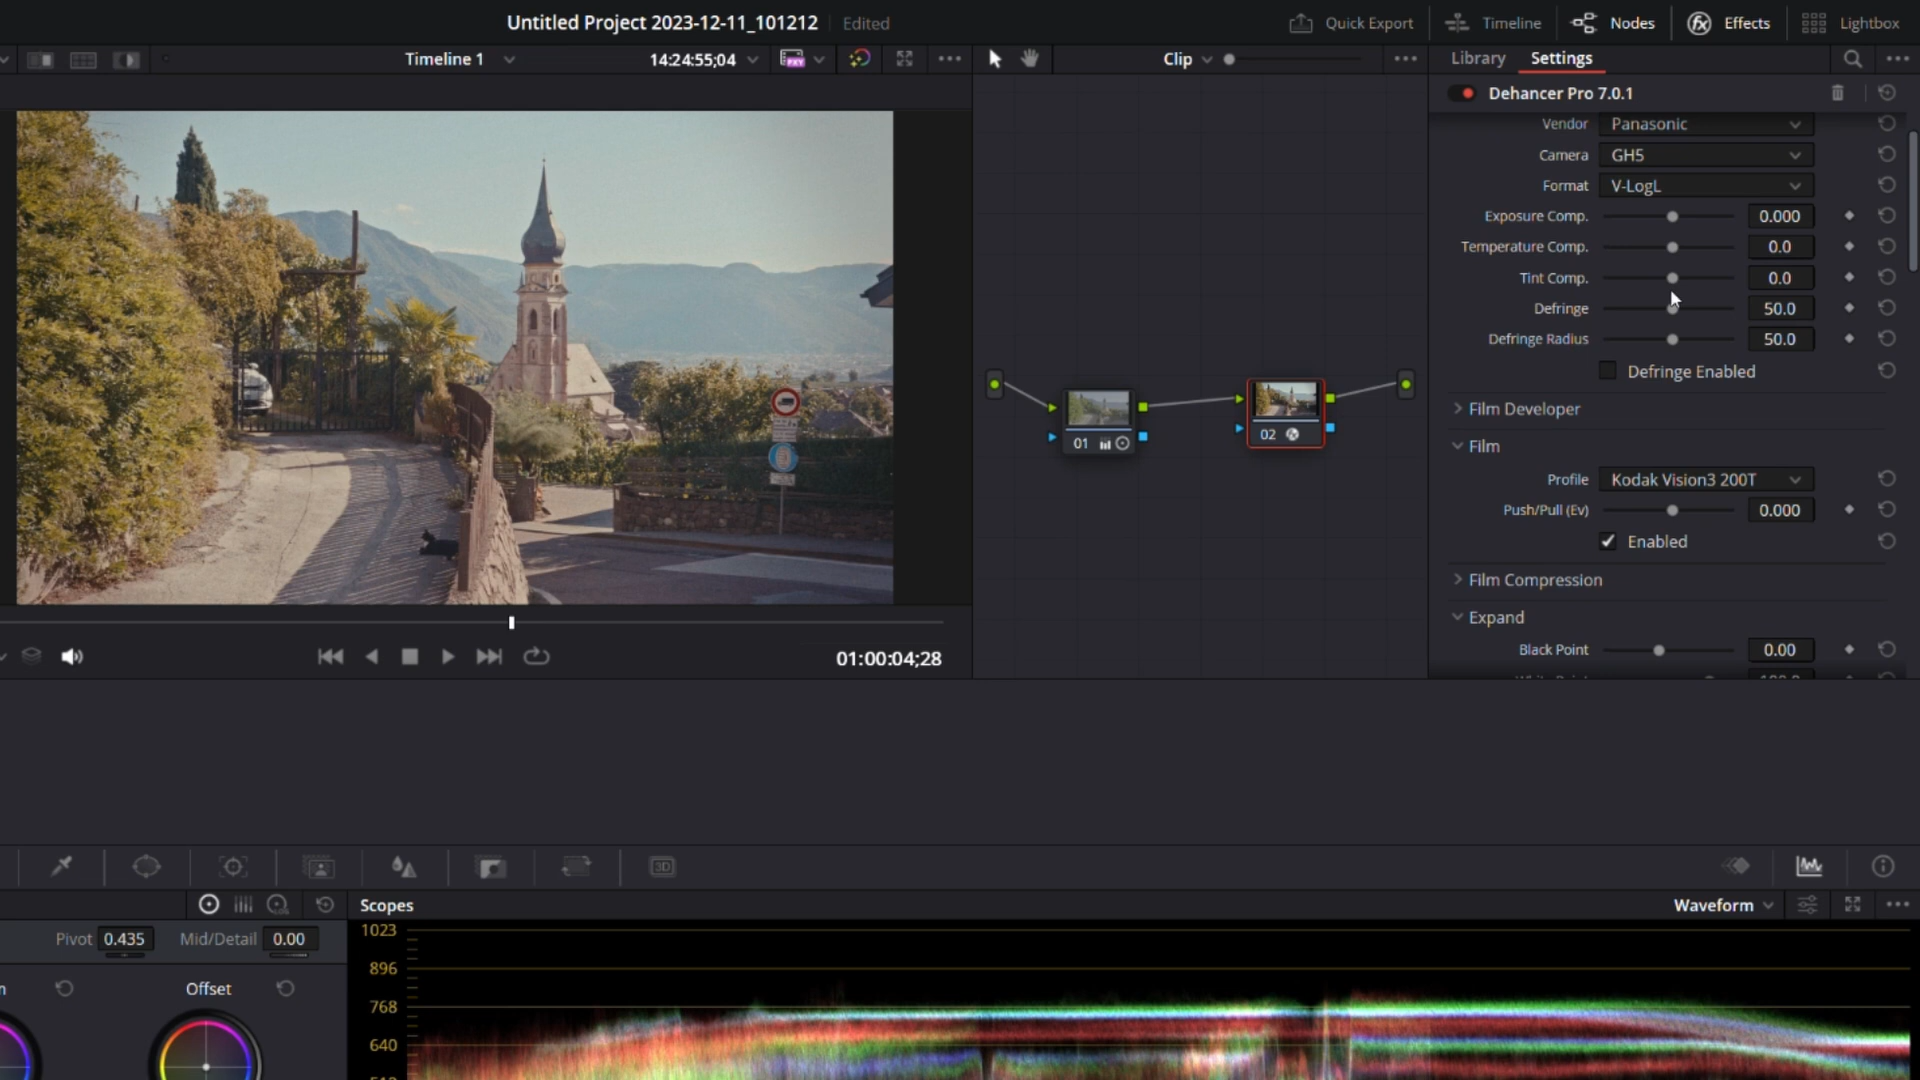 Untitled Project 2023-12-11_101212 Edited
Quick Export Timeline Nodes Effects Lightbox
Timeline 1 14:24:55;04 Clip
Library Settings
Dehancer Pro 7.0.1
Vendor Panasonic
Camera GH5
Format V-LogL
Exposure Comp. 0.000
Temperature Comp. 0.0
Tint Comp. 0.0
Defringe 50.0
Defringe Radius 50.0
Defringe Enabled
Film Developer
Film
Profile Kodak Vision3 200T
Push/Pull (Ev) 0.000
Enabled
Film Compression
Expand
Black Point 0.00
01
02
01:00:04;28
3D
Scopes
Waveform
Pivot 0.435 Mid/Detail 0.00
Offset
1023
896
768
640